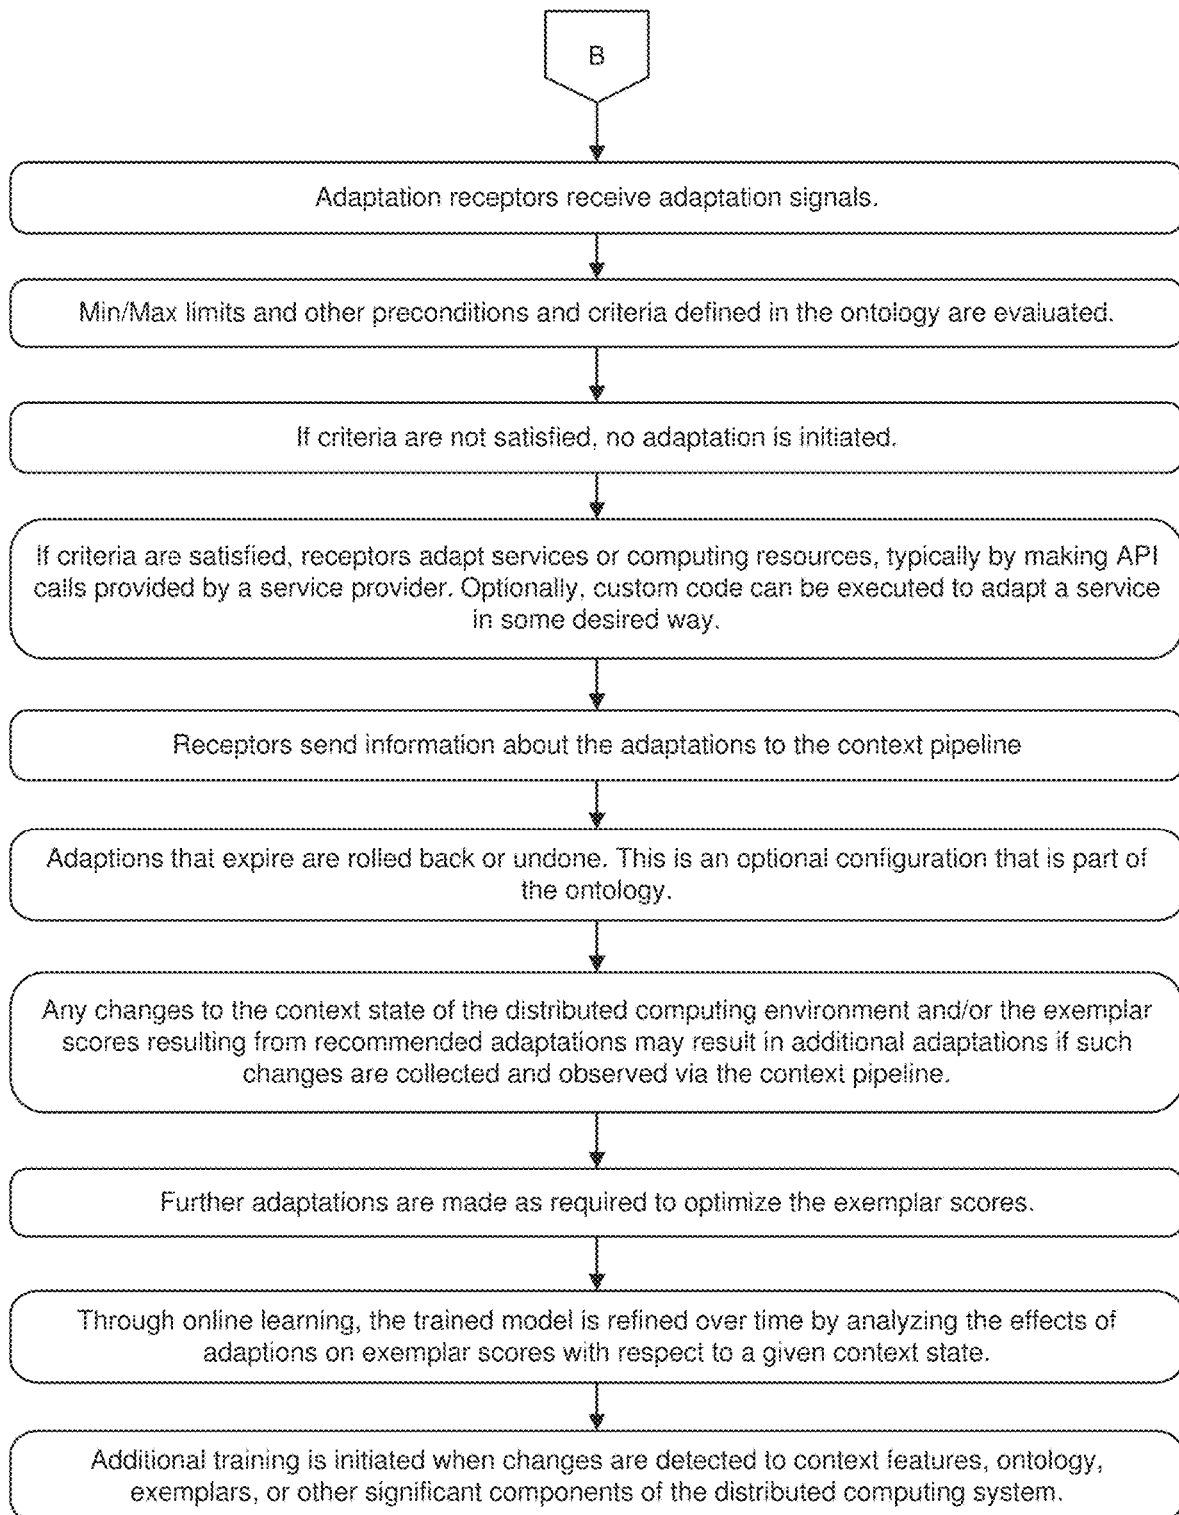 B
Adaptation receptors receive adaptation signals.
Min/Max limits and other preconditions and criteria defined in the ontology are evaluated.
If criteria are not satisfied, no adaptation is initiated.
If criteria are satisfied, receptors adapt services or computing resources, typically by making API
calls provided by a service provider. Optionally, custom code can be executed to adapt a service
in some desired way.
Receptors send information about the adaptations to the context pipeline
Adaptions that expire are rolled back or undone. This is an optional configuration that is part of
the ontology.
Any changes to the context state of the distributed computing environment and/or the exemplar
scores resulting from recommended adaptations may result in additional adaptations if such
changes are collected and observed via the context pipeline.
Further adaptations are made as required to optimize the exemplar scores.
Through online learning, the trained model is refined over time by analyzing the effects of
adaptions on exemplar scores with respect to a given context state.
Additional training is initiated when changes are detected to context features, ontology,
exemplars, or other significant components of the distributed computing system.